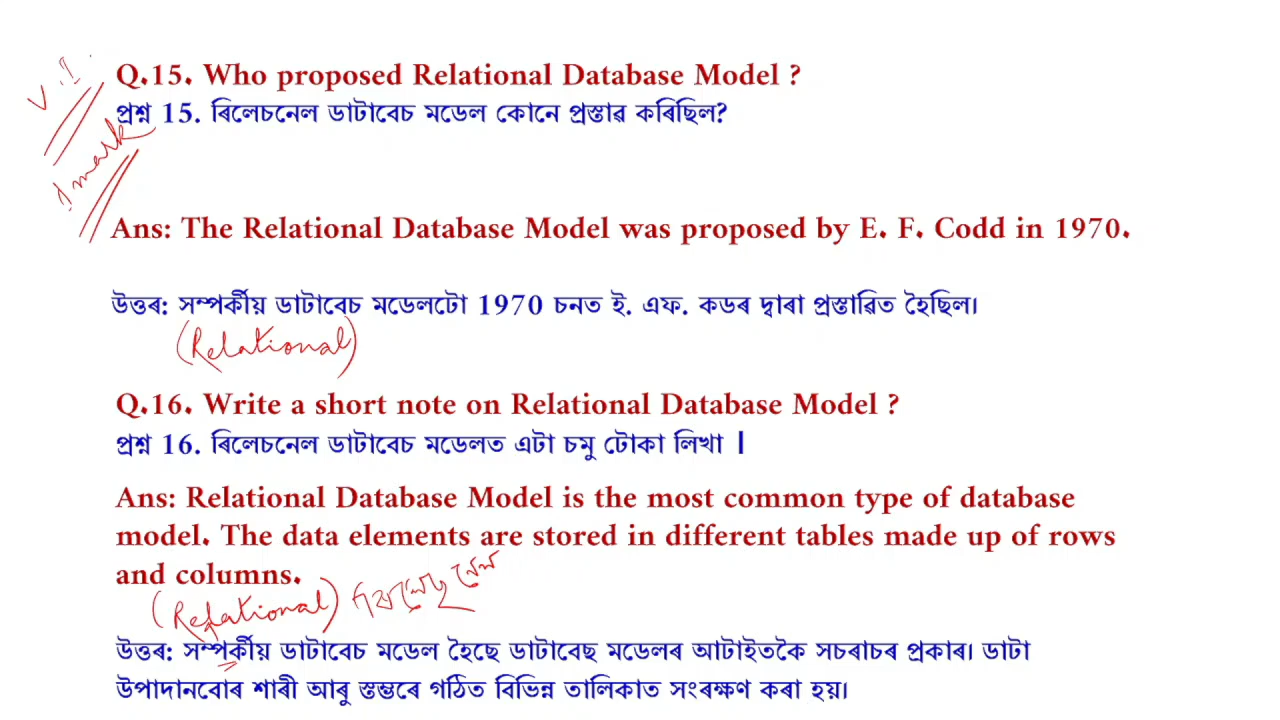 V.I
Q.15. Who proposed Relational Database Model ?
প্ৰশ্ন 15. ৰিলেচনেল ডাটাবেচ মডেল কোনে প্ৰস্তাৱ কৰিছিল?
1 mark
Ans: The Relational Database Model was proposed by E. F. Codd in 1970.
উত্তৰ: সম্পৰ্কীয় ডাটাবেচ মডেলটো 1970 চনত ই. এফ. কডৰ দ্বাৰা প্ৰস্তাৱিত হৈছিল।
(Relational)
Q.16. Write a short note on Relational Database Model ?
প্ৰশ্ন 16. ৰিলেচনেল ডাটাবেচ মডেলত এটা চমু টোকা লিখা |
Ans: Relational Database Model is the most common type of database
model. The data elements are stored in different tables made up of rows
and columns.
(Relational)
উত্তৰ: সম্পৰ্কীয় ডাটাবেচ মডেল হৈছে ডাটাবেছ মডেলৰ আটাইতকৈ সচৰাচৰ প্ৰকাৰ। ডাটা
উপাদানবোৰ শাৰী আৰু স্তম্ভৰে গঠিত বিভিন্ন তালিকাত সংৰক্ষণ কৰা হয়।